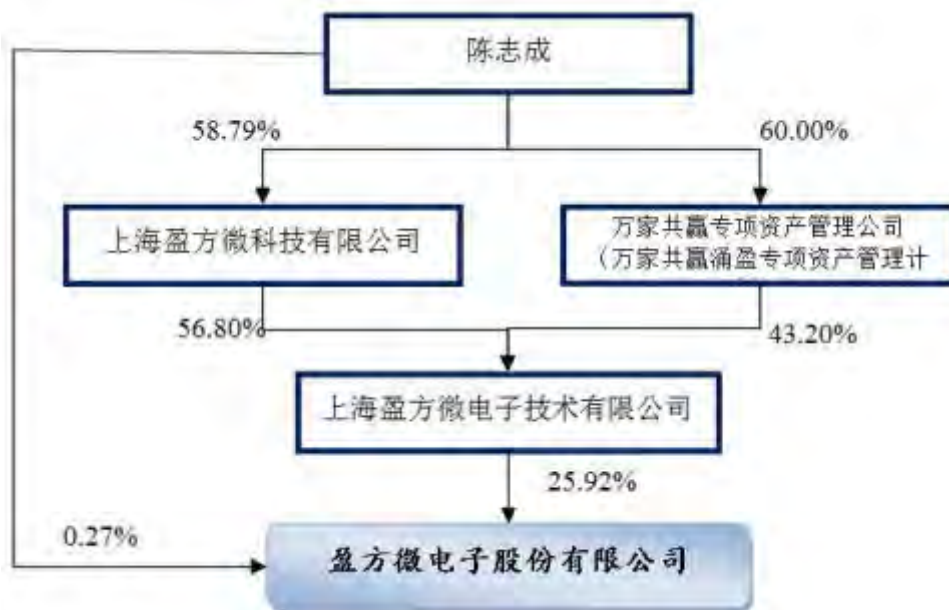 陈志成
58.79%
60.00%
上海盈方微科技有限公司
万家共赢专项资产管理公司
（万家共赢涌盈专项资产管理计
56.80%
43.20%
上海盈方微电子技术有限公司
25.92%
0.27%
盈方微电子股份有限公司